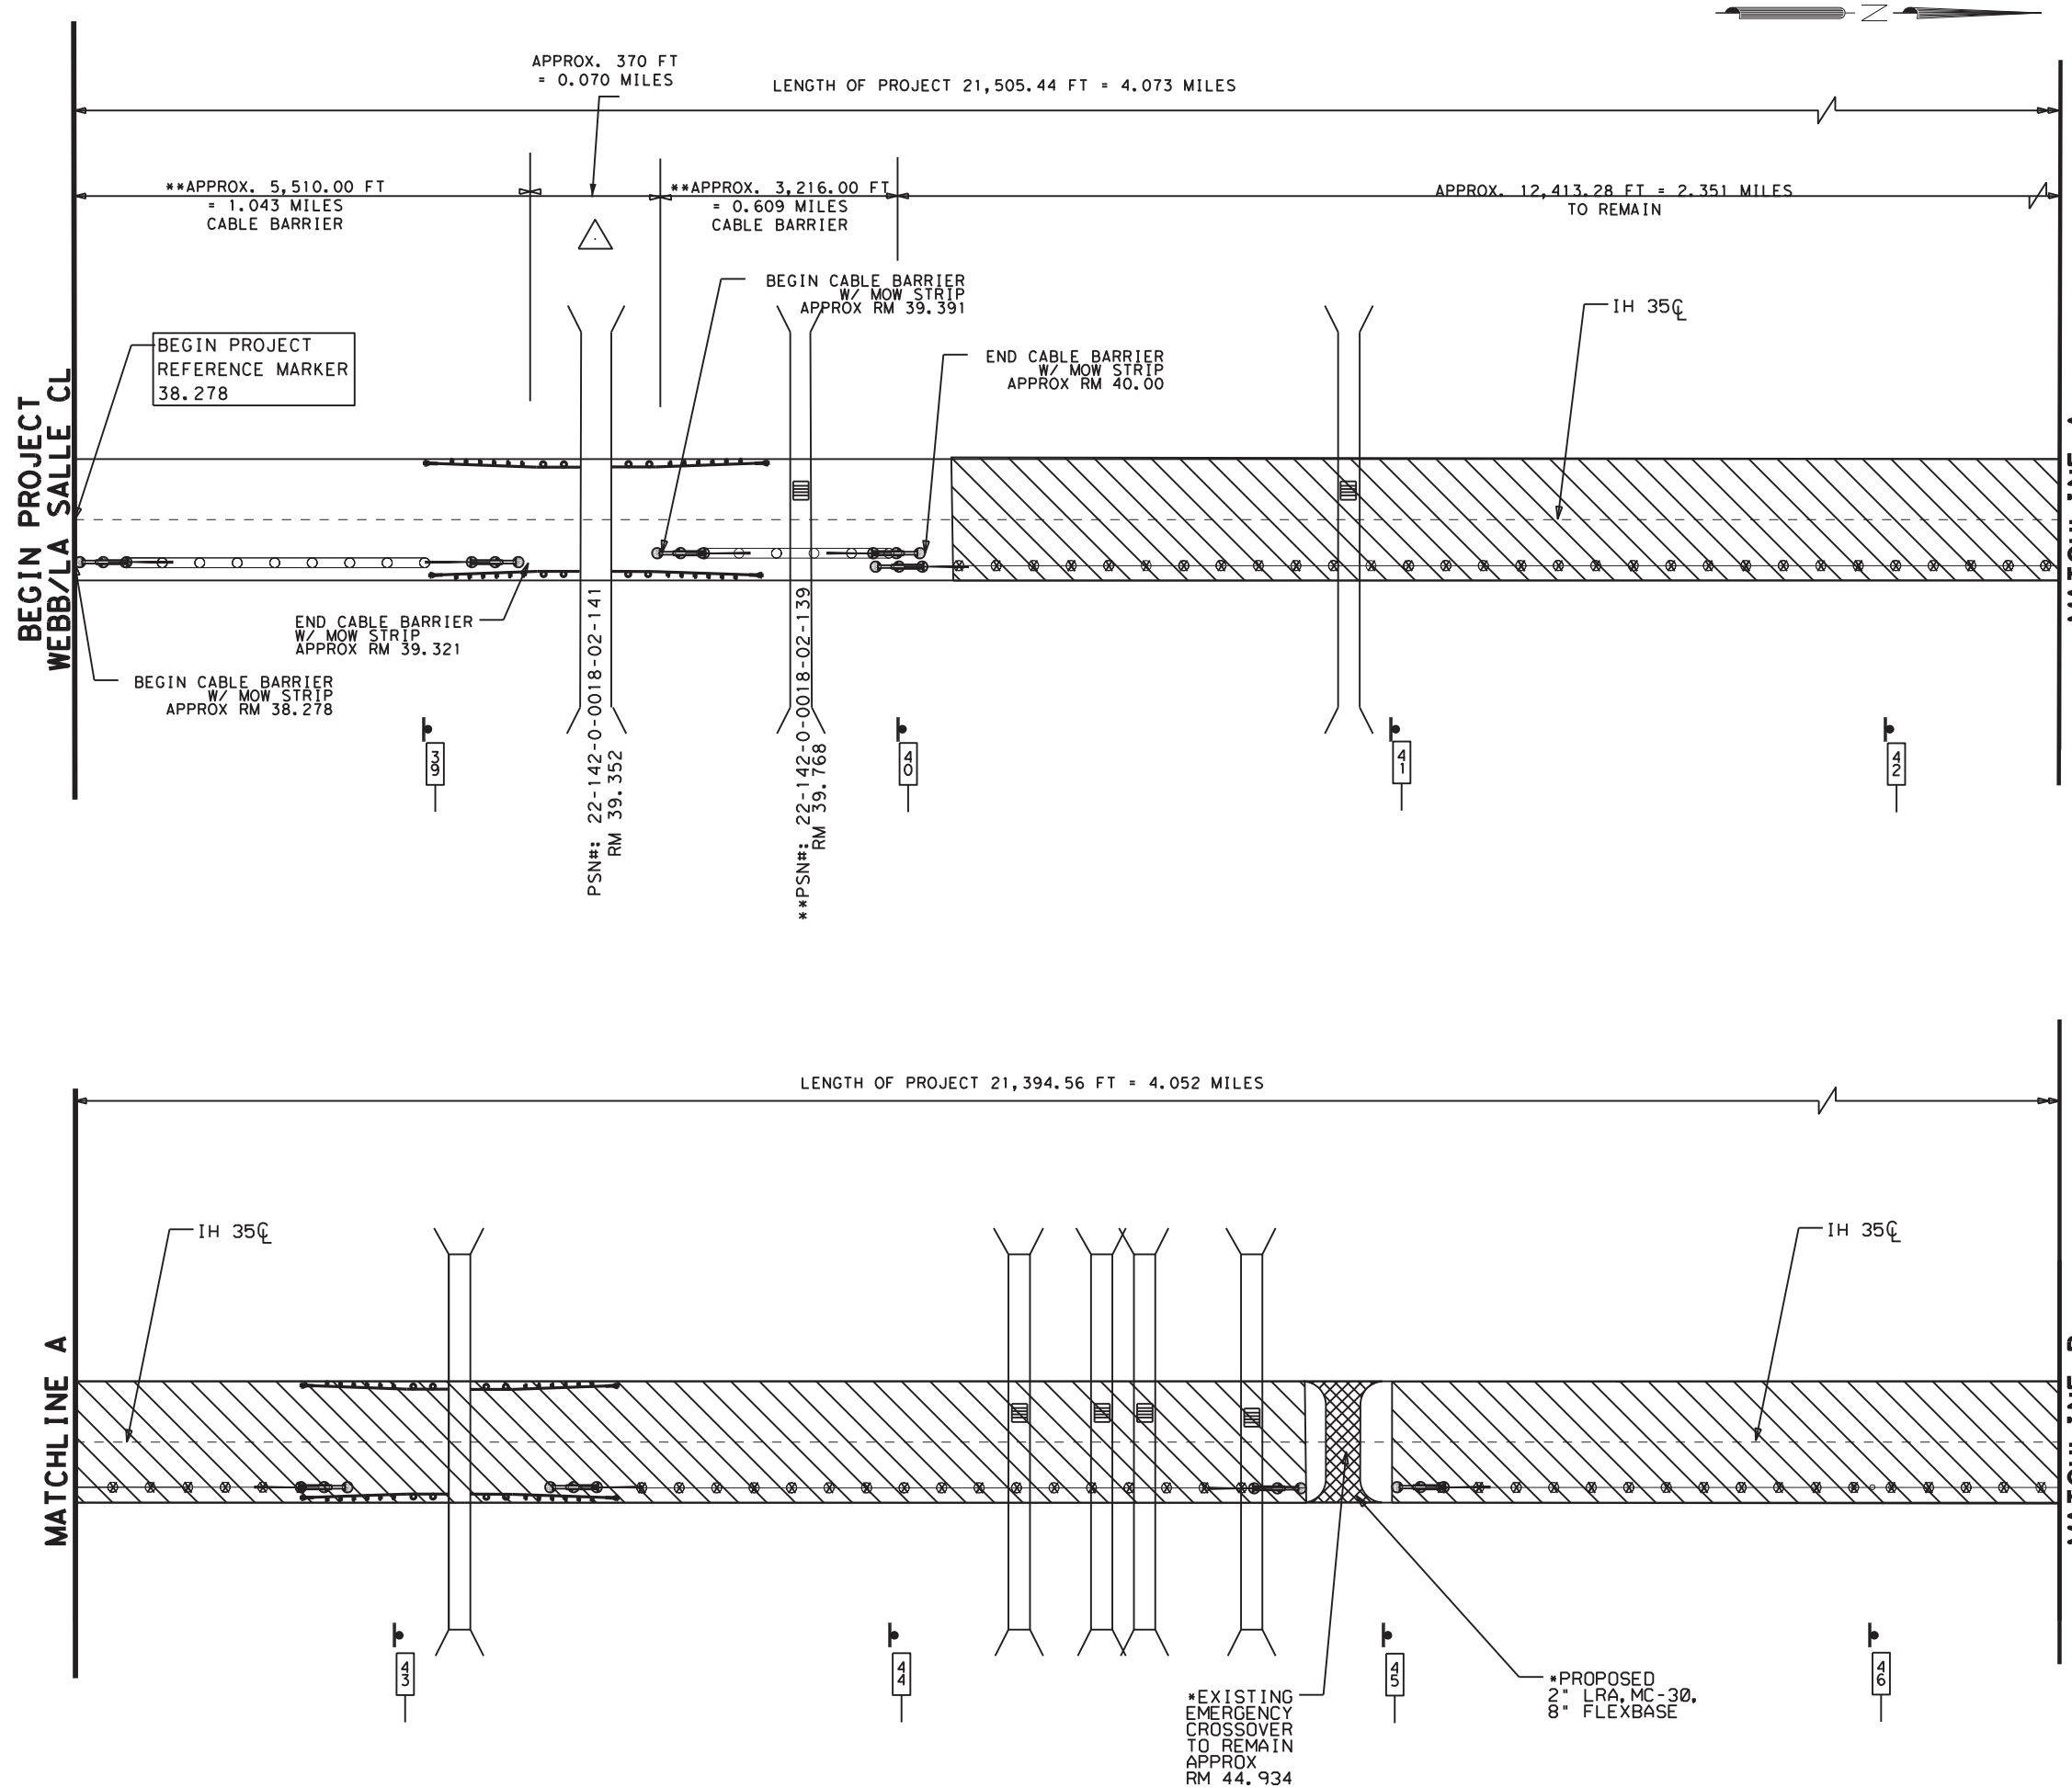 N
APPROX. 370 FT
= 0.070 MILES
LENGTH OF PROJECT 21,505.44 FT = 4.073 MILES
**APPROX. 5,510.00 FT
= 1.043 MILES
CABLE BARRIER
**APPROX. 3,216.00 FT
= 0.609 MILES
CABLE BARRIER
APPROX. 12,413.28 FT = 2.351 MILES
TO REMAIN
BEGIN CABLE BARRIER
W/ MOW STRIP
APPROX RM 39.391
IH 35℄
BEGIN PROJECT
REFERENCE MARKER
38.278
END CABLE BARRIER
W/ MOW STRIP
APPROX RM 40.00
BEGIN PROJECT
WEBB/LA SALLE CL
END CABLE BARRIER
W/ MOW STRIP
APPROX RM 39.321
BEGIN CABLE BARRIER
W/ MOW STRIP
APPROX RM 38.278
PSN#: 22-142-0-0018-02-141
RM 39.352
**PSN#: 22-142-0-0018-02-139
RM 39.768
39
40
41
42
LENGTH OF PROJECT 21,394.56 FT = 4.052 MILES
IH 35℄
IH 35℄
MATCHLINE A
43
44
45
46
*EXISTING
EMERGENCY
CROSSOVER
TO REMAIN
APPROX
RM 44.934
*PROPOSED
2" LRA, MC-30,
8" FLEXBASE